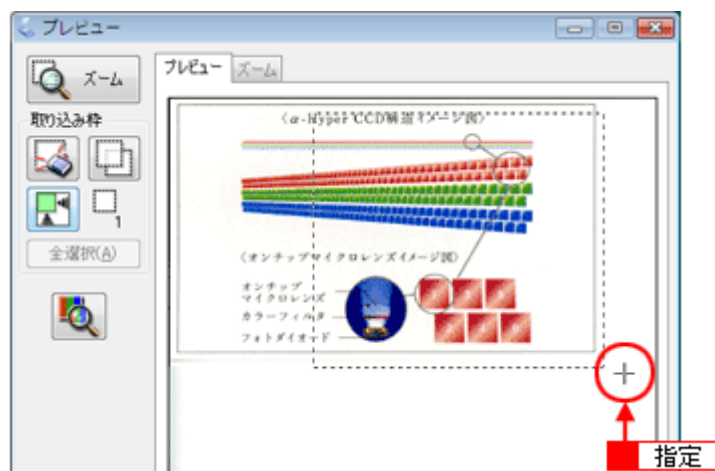 プレビュー
ズーム
プレビュー ズーム
取り込み枠
1
全選択(A)
〈α-Hyper CCD解造イメージ図〉
〈オンチップマイクロレンズイメージ図〉
オンチップ
マイクロレンズ
カラーフィルタ
フォトダイオード
指定